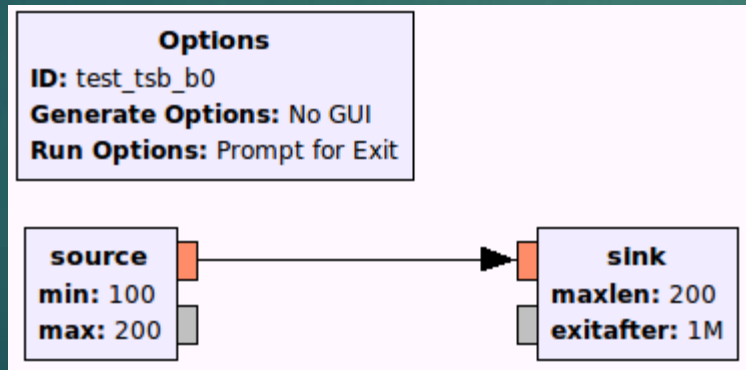 Options
ID: test_tsb_b0
Generate Options: No GUI
Run Options: Prompt for Exit
source
min: 100
max: 200
sink
maxlen: 200
exitafter: 1M